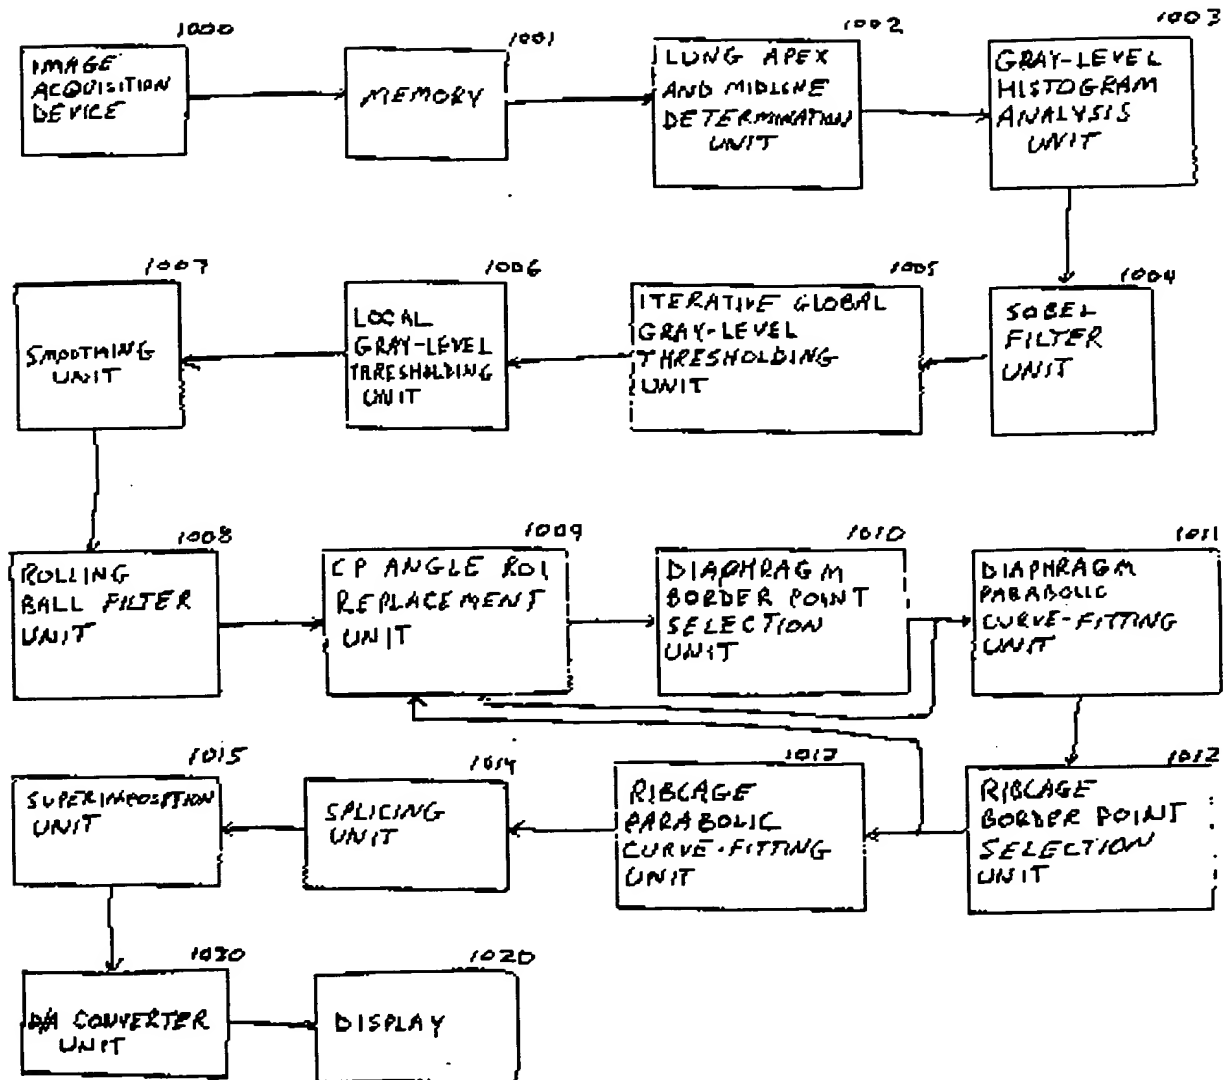 1000
IMAGE
ACQUISITION
DEVICE
1001
MEMORY
1002
LUNG APEX
AND MIDLINE
DETERMINATION
UNIT
1003
GRAY-LEVEL
HISTOGRAM
ANALYSIS
UNIT
1007
SMOOTHING
UNIT
1006
LOCAL
GRAY-LEVEL
THRESHOLDING
UNIT
1005
ITERATIVE GLOBAL
GRAY-LEVEL
THRESHOLDING
UNIT
1004
SOBEL
FILTER
UNIT
1008
ROLLING
BALL FILTER
UNIT
1009
CP ANGLE ROI
REPLACEMENT
UNIT
1010
DIAPHRAGM
BORDER POINT
SELECTION
UNIT
1011
DIAPHRAGM
PARABOLIC
CURVE-FITTING
UNIT
1015
SUPERIMPOSITION
UNIT
1014
SPLICING
UNIT
1013
RIBCAGE
PARABOLIC
CURVE-FITTING
UNIT
1012
RIBCAGE
BORDER POINT
SELECTION
UNIT
1030
D/A CONVERTER
UNIT
1020
DISPLAY